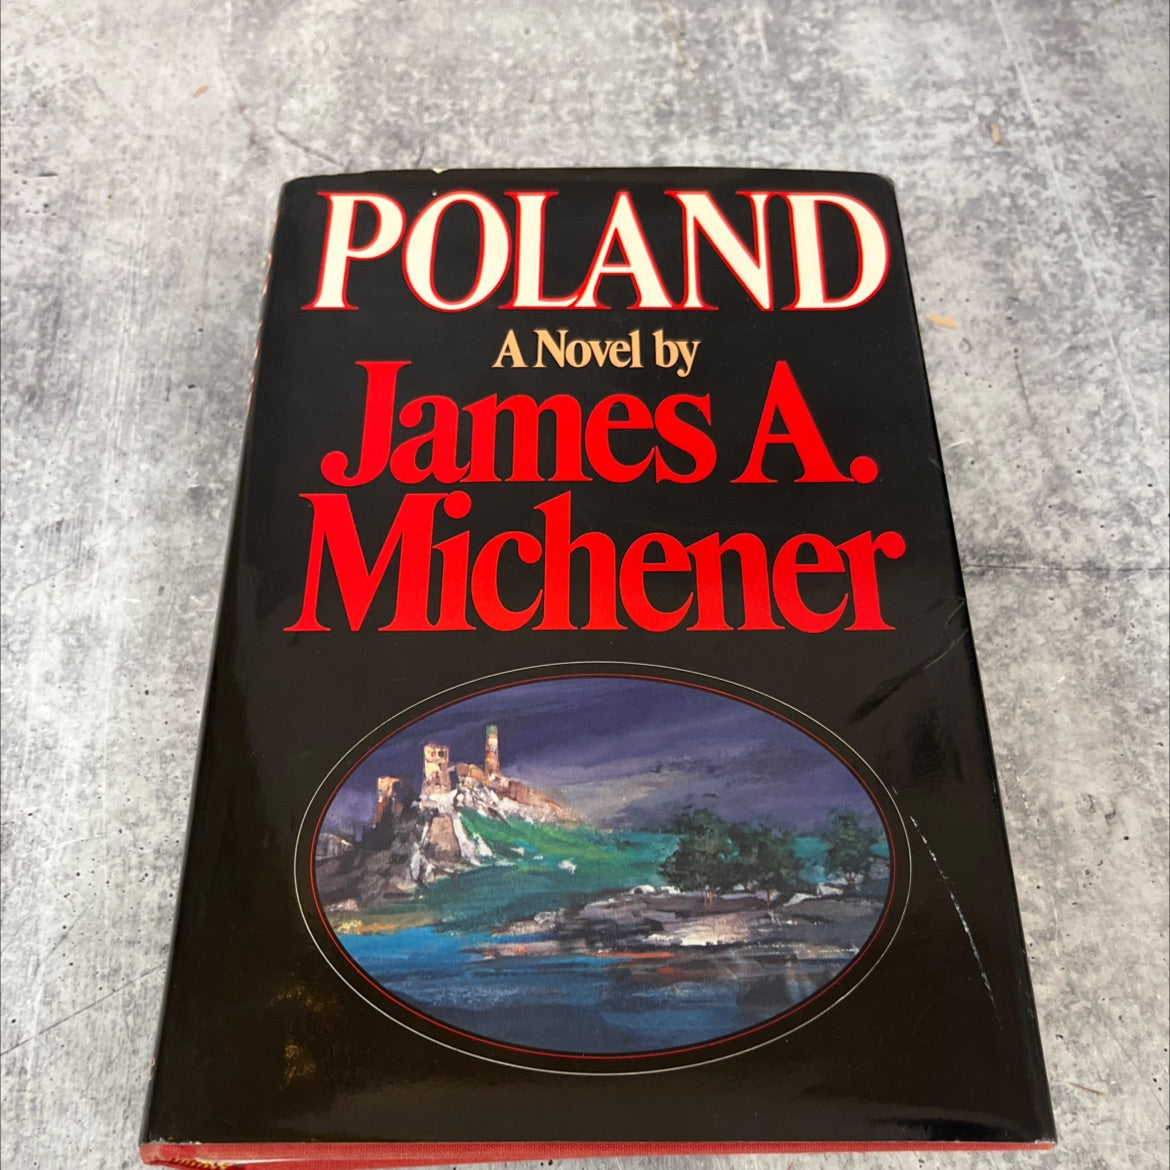 POLAND
A Novel by
James A.
Michener